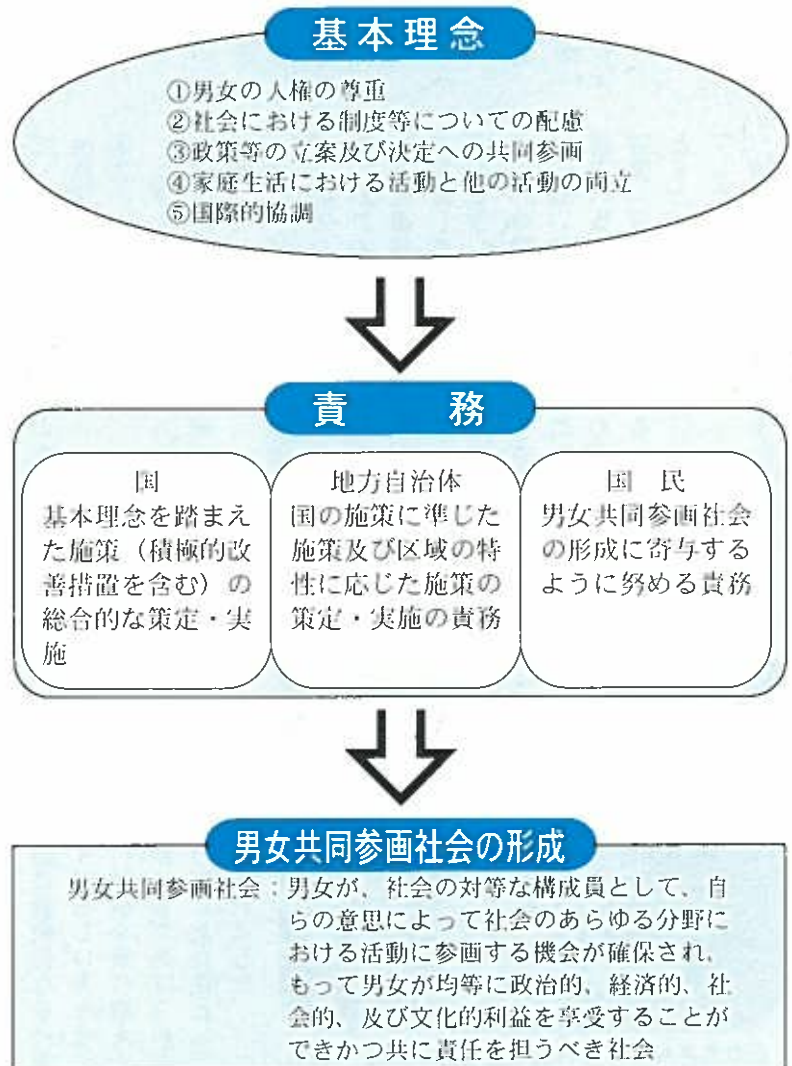 基本理念
①男女の人権の尊重
②社会における制度等についての配慮
③政策等の立案及び決定への共同参画
④家庭生活における活動と他の活動の両立
⑤国際的協調
責　務
国
基本理念を踏まえ
た施策（積極的改
善措置を含む）の
総合的な策定・実
施
地方自治体
国の施策に準じた
施策及び区域の特
性に応じた施策の
策定・実施の責務
国　民
男女共同参画社会
の形成に寄与する
ように努める責務
男女共同参画社会の形成
男女共同参画社会：男女が、社会の対等な構成員として、自
らの意思によって社会のあらゆる分野に
おける活動に参画する機会が確保され、
もって男女が均等に政治的、経済的、社
会的、及び文化的利益を享受することが
できかつ共に責任を担うべき社会